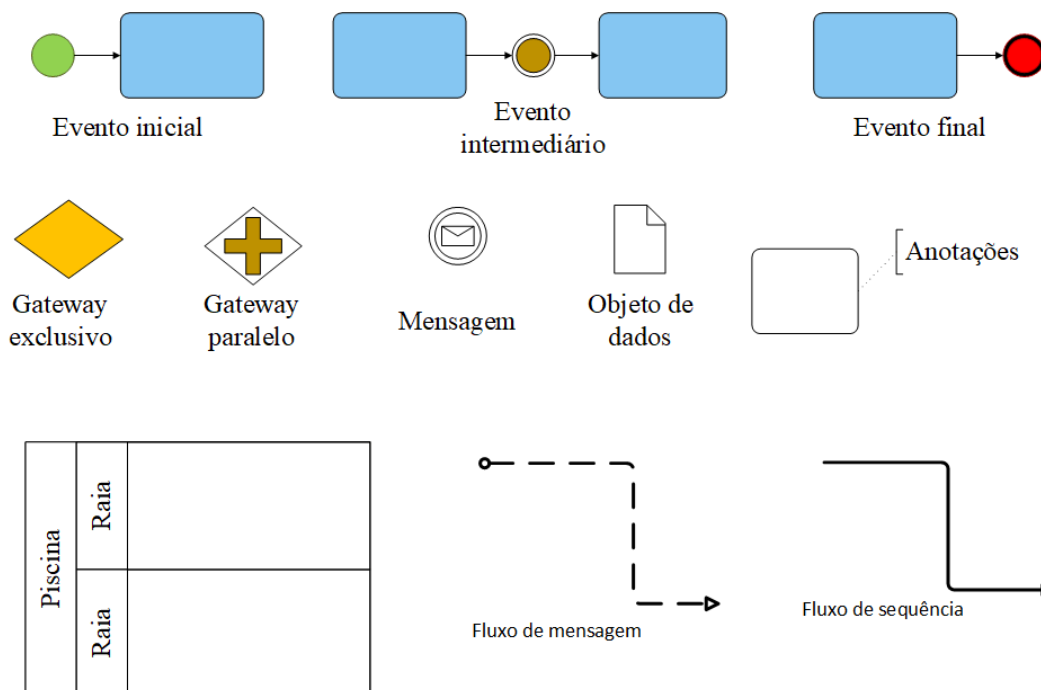 Evento inicial
Evento
intermediário
Evento final
Gateway
exclusivo
Gateway
paralelo
Mensagem
Objeto de
dados
Anotações
Piscina
Raia
Raia
Fluxo de mensagem
Fluxo de sequência